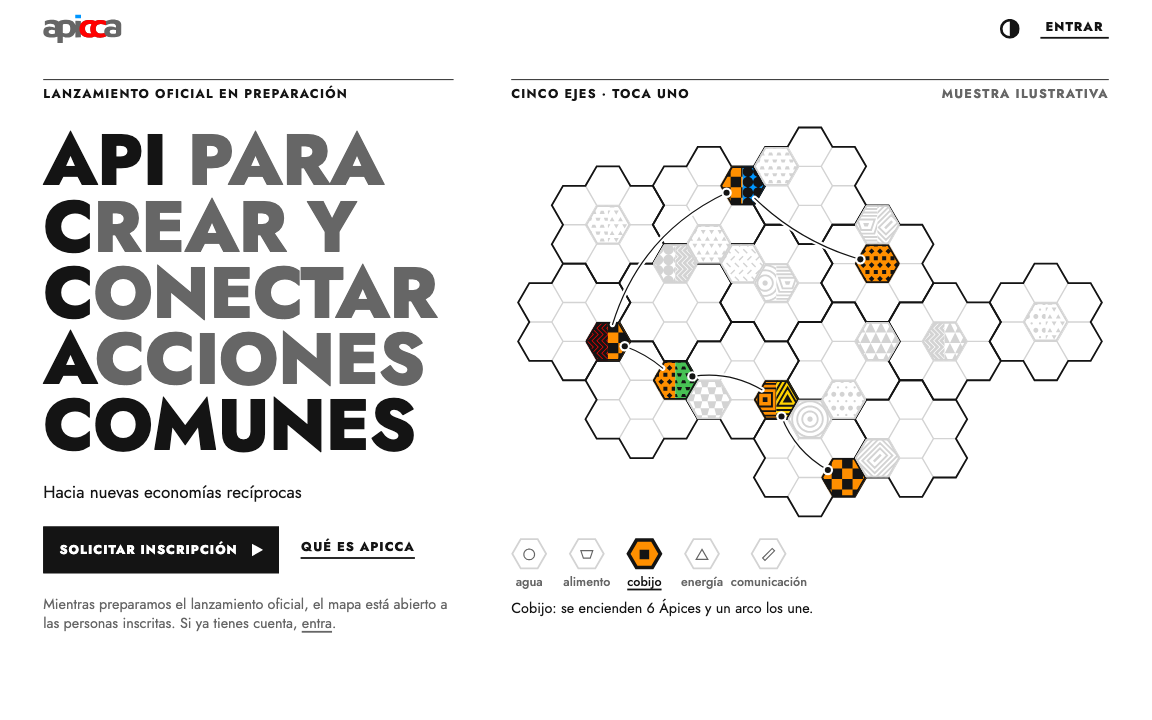 apicca
ENTRAR
LANZAMIENTO OFICIAL EN PREPARACIÓN
API PARA
CREAR Y
CONECTAR
ACCIONES
COMUNES
Hacia nuevas economías recíprocas
SOLICITAR INSCRIPCIÓN
QUÉ ES APICCA
Mientras preparamos el lanzamiento oficial, el mapa está abierto a
las personas inscritas. Si ya tienes cuenta, entra.
CINCO EJES · TOCA UNO
MUESTRA ILUSTRATIVA
agua
alimento
cobijo
energía
comunicación
Cobijo: se encienden 6 Ápices y un arco los une.